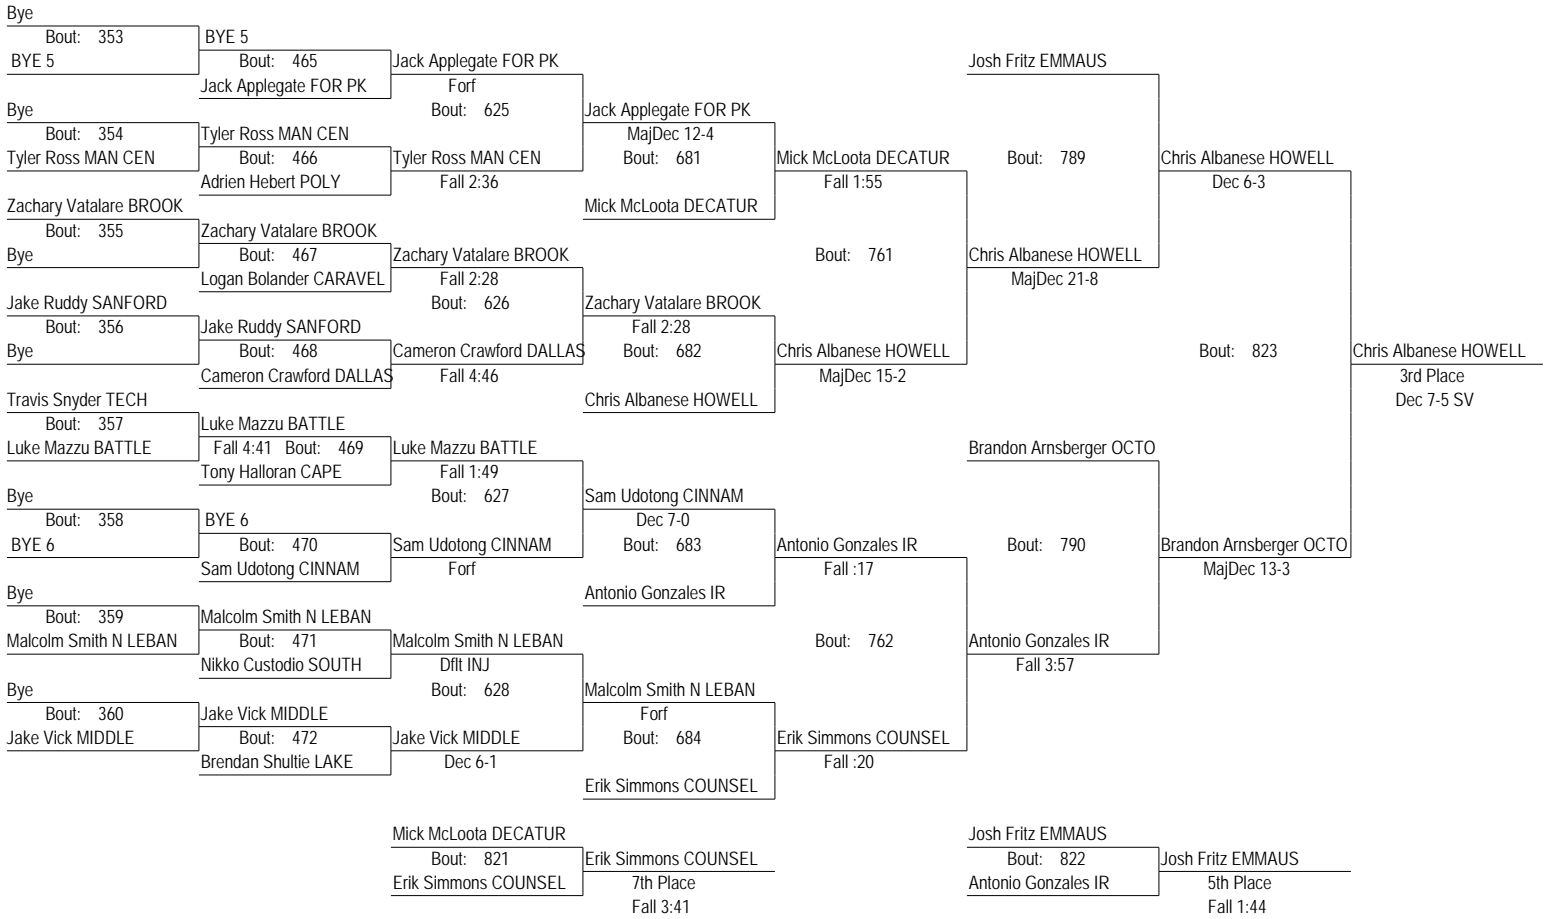 Bye
Bout: 353 BYE 5
BYE 5 Bout: 465 Jack Applegate FOR PK Josh Fritz EMMAUS
Jack Applegate FOR PK Forf
Bye Bout: 625 Jack Applegate FOR PK
Bout: 354 Tyler Ross MAN CEN MajDec 12-4
Tyler Ross MAN CEN Bout: 466 Tyler Ross MAN CEN Bout: 681 Mick McLoota DECATUR Bout: 789 Chris Albanese HOWELL
Adrien Hebert POLY Fall 2:36 Fall 1:55 Dec 6-3
Zachary Vatalare BROOK Mick McLoota DECATUR
Bout: 355 Zachary Vatalare BROOK
Bye Bout: 467 Zachary Vatalare BROOK Bout: 761 Chris Albanese HOWELL
Logan Bolander CARAVEL Fall 2:28 MajDec 21-8
Jake Ruddy SANFORD Bout: 626 Zachary Vatalare BROOK
Bout: 356 Jake Ruddy SANFORD Fall 2:28
Bye Bout: 468 Cameron Crawford DALLAS Bout: 682 Chris Albanese HOWELL Bout: 823 Chris Albanese HOWELL
Cameron Crawford DALLAS Fall 4:46 MajDec 15-2 3rd Place
Travis Snyder TECH Chris Albanese HOWELL Dec 7-5 SV
Bout: 357 Luke Mazzu BATTLE
Luke Mazzu BATTLE Fall 4:41 Bout: 469 Luke Mazzu BATTLE Brandon Arnsberger OCTO
Tony Halloran CAPE Fall 1:49
Bye Bout: 627 Sam Udotong CINNAM
Bout: 358 BYE 6 Dec 7-0
BYE 6 Bout: 470 Sam Udotong CINNAM Bout: 683 Antonio Gonzales IR Bout: 790 Brandon Arnsberger OCTO
Sam Udotong CINNAM Forf Fall :17 MajDec 13-3
Bye Antonio Gonzales IR
Bout: 359 Malcolm Smith N LEBAN
Malcolm Smith N LEBAN Bout: 471 Malcolm Smith N LEBAN Bout: 762 Antonio Gonzales IR
Nikko Custodio SOUTH Dflt INJ Fall 3:57
Bye Bout: 628 Malcolm Smith N LEBAN
Bout: 360 Jake Vick MIDDLE Forf
Jake Vick MIDDLE Bout: 472 Jake Vick MIDDLE Bout: 684 Erik Simmons COUNSEL
Brendan Shultie LAKE Dec 6-1 Fall :20
Erik Simmons COUNSEL
Mick McLoota DECATUR Josh Fritz EMMAUS
Bout: 821 Erik Simmons COUNSEL Bout: 822 Josh Fritz EMMAUS
Erik Simmons COUNSEL 7th Place Antonio Gonzales IR 5th Place
Fall 3:41 Fall 1:44